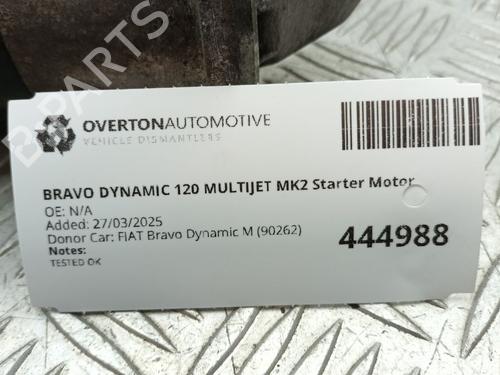 B-PARTS
OVERTONAUTOMOTIVE
VEHICLE DISMANTLERS
BRAVO DYNAMIC 120 MULTIJET MK2 Starter Motor
OE: N/A
Added: 27/03/2025
Donor Car: FIAT Bravo Dynamic M (90262)
444988
Notes:
TESTED OK